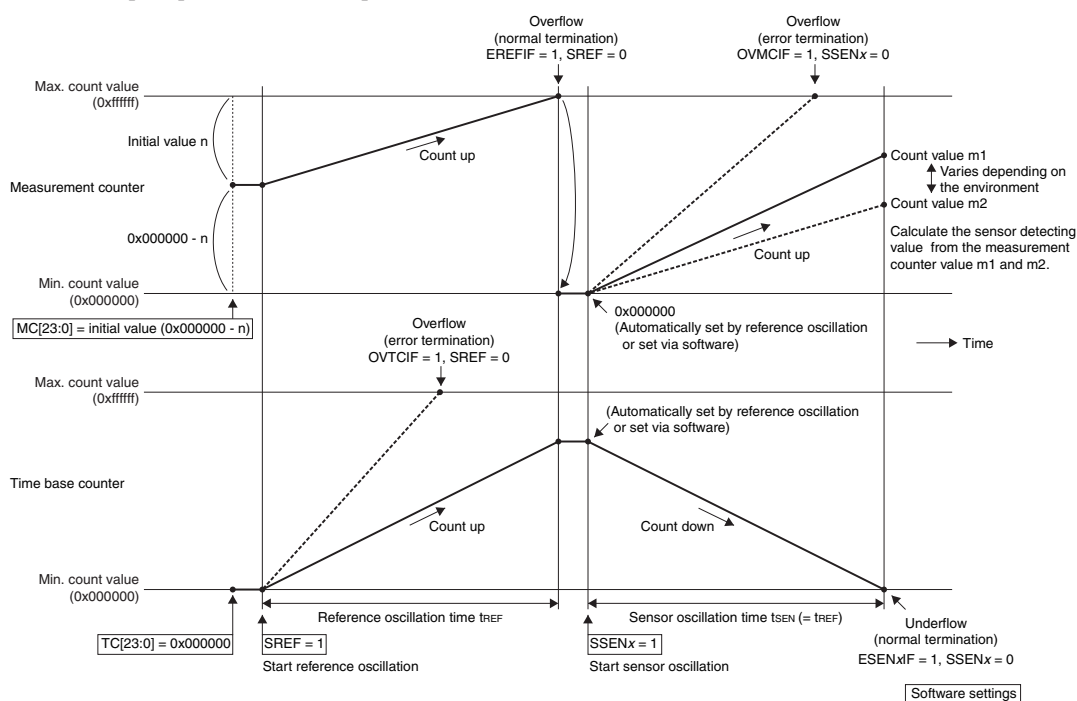 Overflow
(normal termination)
EREFIF = 1, SREF = 0
Overflow
(error termination)
OVMCIF = 1, SSENx = 0
Max. count value
(0xffffff)
Initial value n
Count up
Count value m1
Varies depending on
the environment
Measurement counter
Count value m2
0x000000 - n
Calculate the sensor detecting
value from the measurement
counter value m1 and m2.
Count up
Min. count value
(0x000000)
0x000000
(Automatically set by reference oscillation
or set via software)
MC[23:0] = initial value (0x000000 - n)
Overflow
(error termination)
OVTCIF = 1, SREF = 0
Time
Max. count value
(0xffffff)
(Automatically set by reference oscillation
or set via software)
Time base counter
Count up
Count down
Min. count value
(0x000000)
Reference oscillation time tREF
Sensor oscillation time tSEN (= tREF)
Underflow
(normal termination)
ESENxIF = 1, SSENx = 0
TC[23:0] = 0x000000
SREF = 1
SSENx = 1
Start reference oscillation
Start sensor oscillation
Software settings